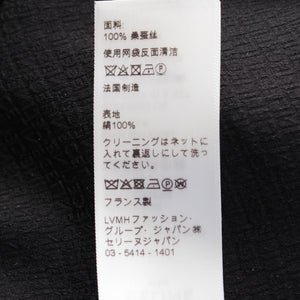 面料:
100% 桑蚕丝
使用网袋反面清洁
法国制造
表地
絹100%
クリーニングはネットに
入れて裏返しにして洗っ
てください。
フランス製
LVMHファッション・
グループ・ジャパン㈱
セリーヌジャパン
03 - 5414 - 1401